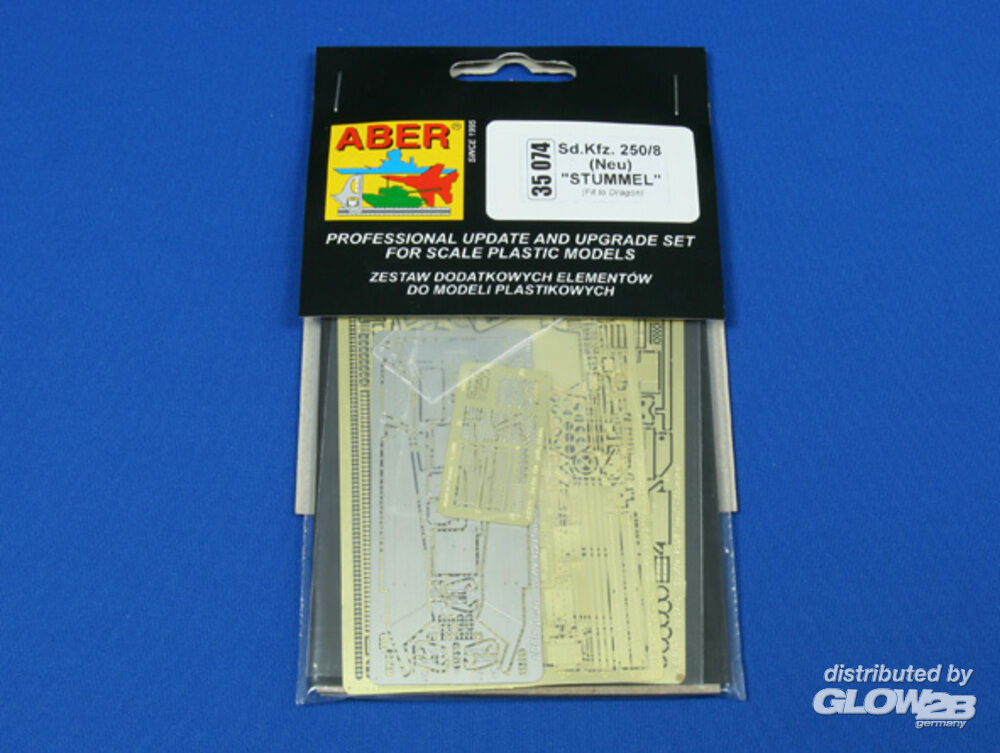 ABER®
SINCE 1995
35 074
Sd.Kfz. 250/8
(Neu)
"STUMMEL"
(Fit to Dragon)
PROFESSIONAL UPDATE AND UPGRADE SET
FOR SCALE PLASTIC MODELS
ZESTAW DODATKOWYCH ELEMENTÓW
DO MODELI PLASTIKOWYCH
distributed by
GLOW2B
germany